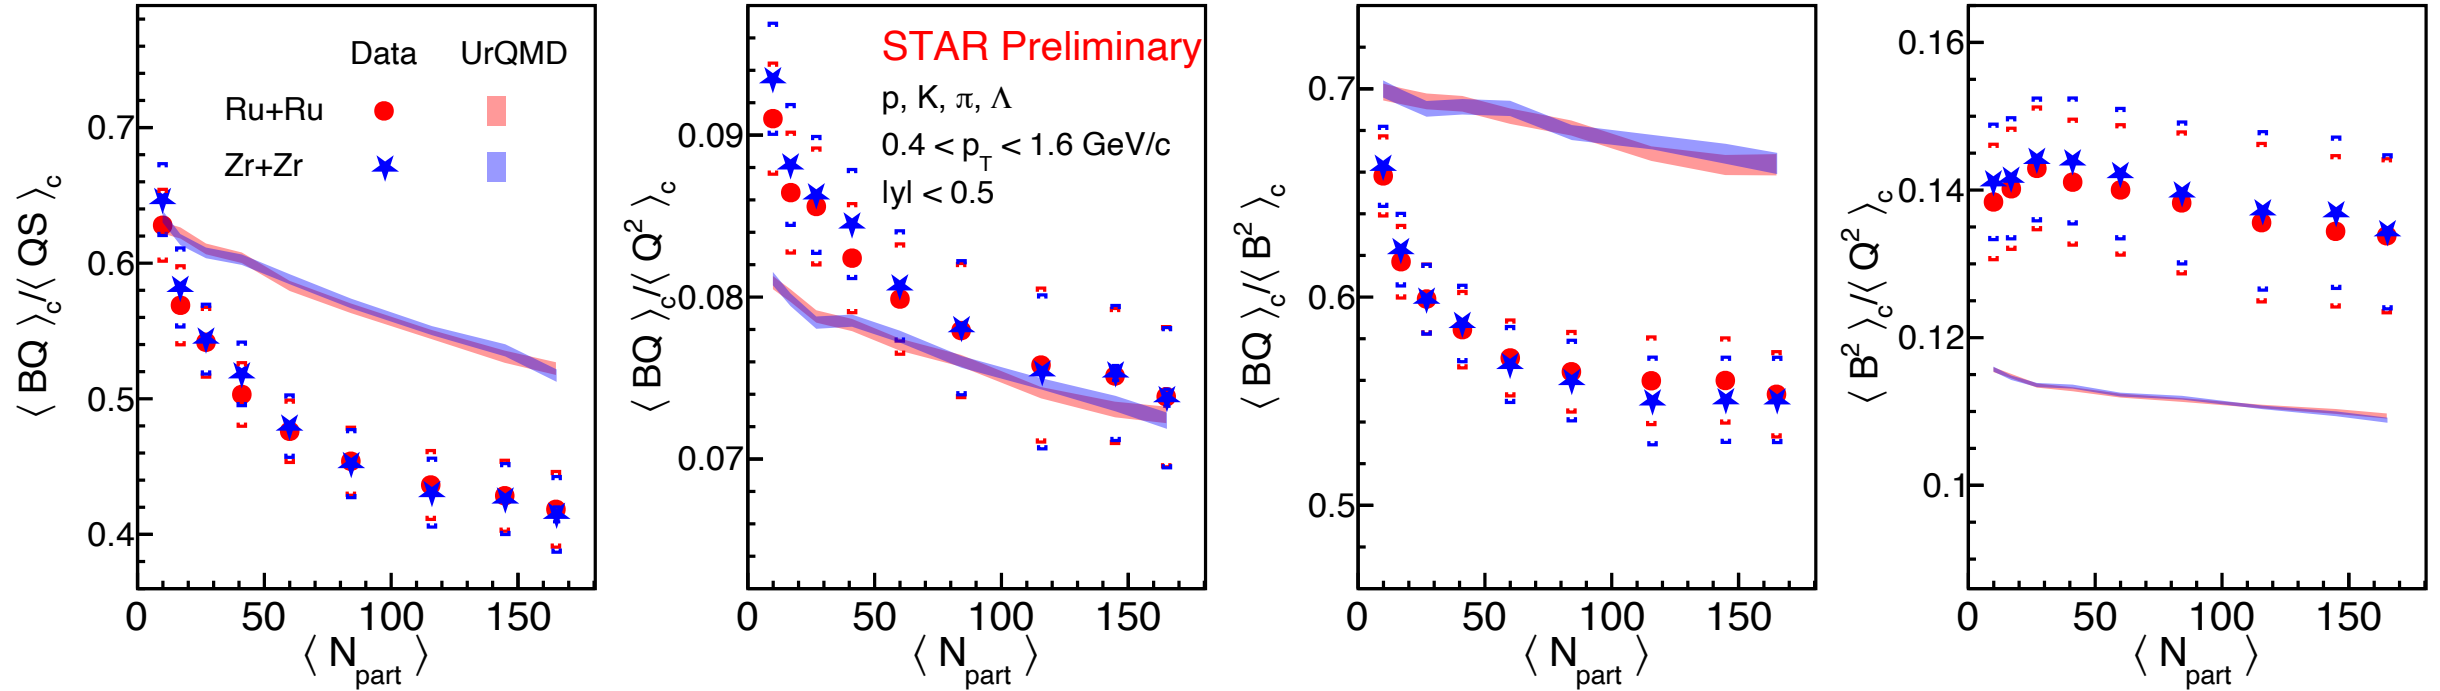 Data UrQMD
Ru+Ru
Zr+Zr
0.7
0.6
0.5
0.4
⟨ BQ ⟩c/⟨ QS ⟩c
0 50 100 150
⟨ Npart ⟩
STAR Preliminary
p, K, π, Λ
0.4 < pT < 1.6 GeV/c
|y| < 0.5
0.09
0.08
0.07
⟨ BQ ⟩c/⟨ Q² ⟩c
0 50 100 150
⟨ Npart ⟩
0.7
0.6
0.5
⟨ BQ ⟩c/⟨ B² ⟩c
0 50 100 150
⟨ Npart ⟩
0.16
0.14
0.12
0.1
⟨ B² ⟩c/⟨ Q² ⟩c
0 50 100 150
⟨ Npart ⟩